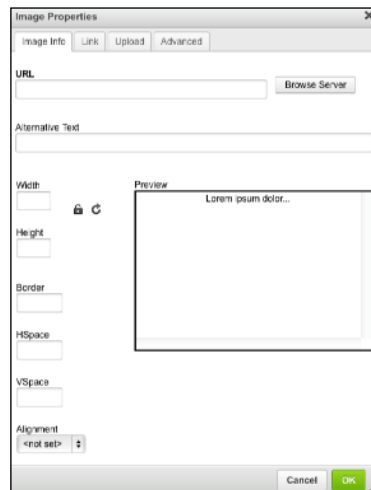 Image Properties
Image Info Link Upload Advanced
URL
Browse Server
Alternative Text
Width
Preview
Lorem ipsum dolor...
Height
Border
HSpace
VSpace
Alignment
<not set>
Cancel OK